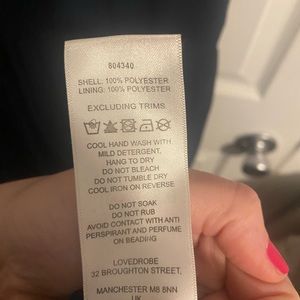 804340
SHELL: 100% POLYESTER
LINING: 100% POLYESTER
EXCLUDING TRIMS
COOL HAND WASH WITH
MILD DETERGENT,
HANG TO DRY
DO NOT BLEACH
DO NOT TUMBLE DRY
COOL IRON ON REVERSE
DO NOT SOAK
DO NOT RUB
AVOID CONTACT WITH ANTI
PERSPIRANT AND PERFUME
ON BEADING
LOVEDROBE
32 BROUGHTON STREET,
MANCHESTER M8 8NN
UK